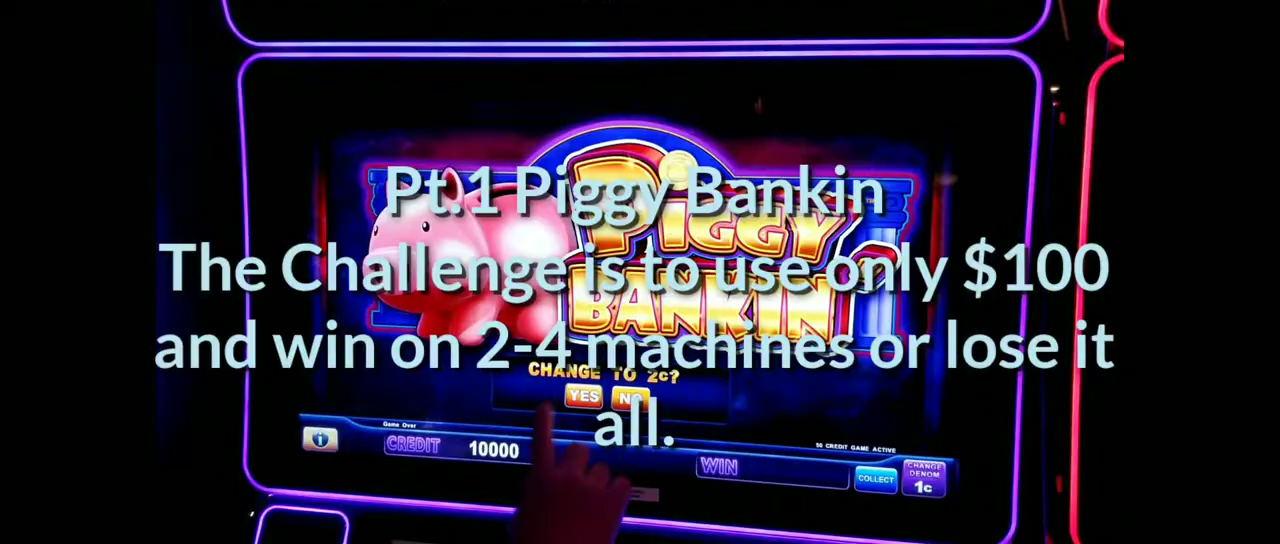 Pt.1 Piggy Bankin
The Challenge is to use only $100
and win on 2-4 machines or lose it
all.
PIGGY
BANKIN
CHANGE TO 2¢?
YES NO
Game Over
CREDIT 10000
WIN
50 CREDIT GAME ACTIVE
COLLECT
CHANGE
DENOM
1¢